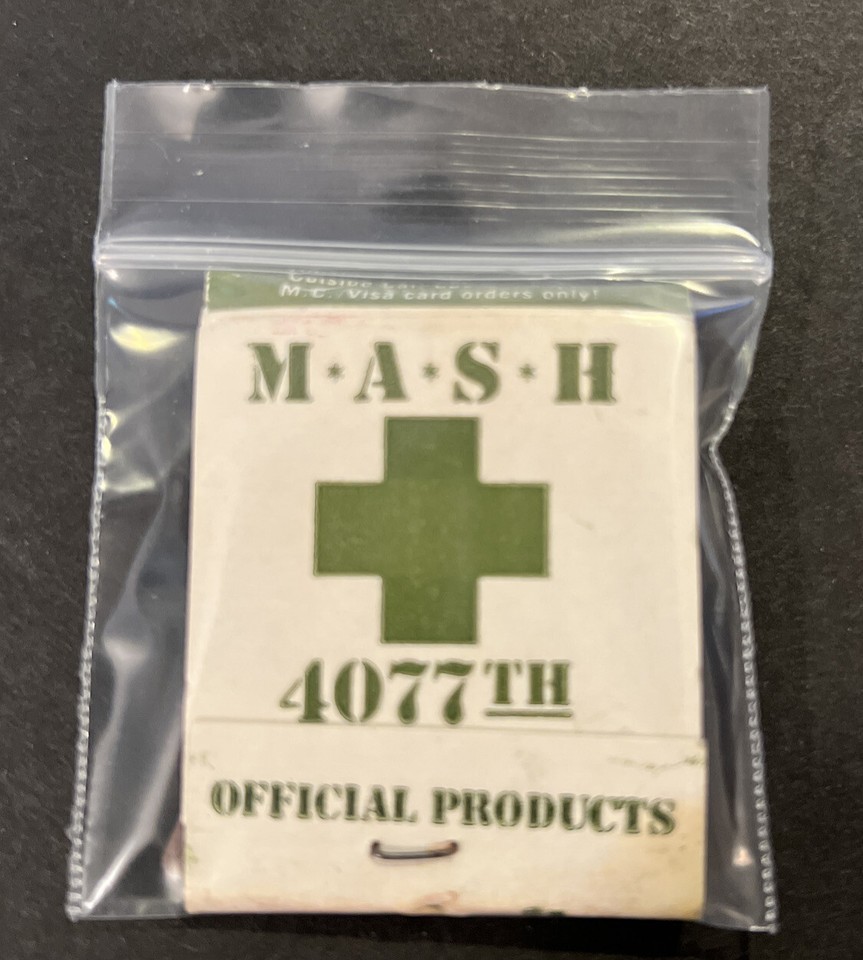 M.C./Visa card orders only!
M·A·S·H
4077TH
OFFICIAL PRODUCTS